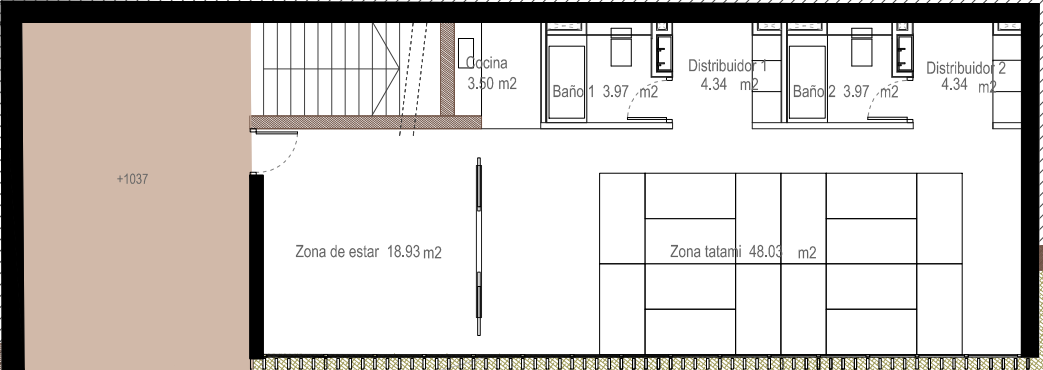 Cocina
3.50 m2
Distribuidor 1
4.34 m2
Baño 1 3.97 m2
Distribuidor 2
4.34 m2
Baño 2 3.97 m2
+1037
Zona de estar 18.93 m2
Zona tatami 48.03 m2